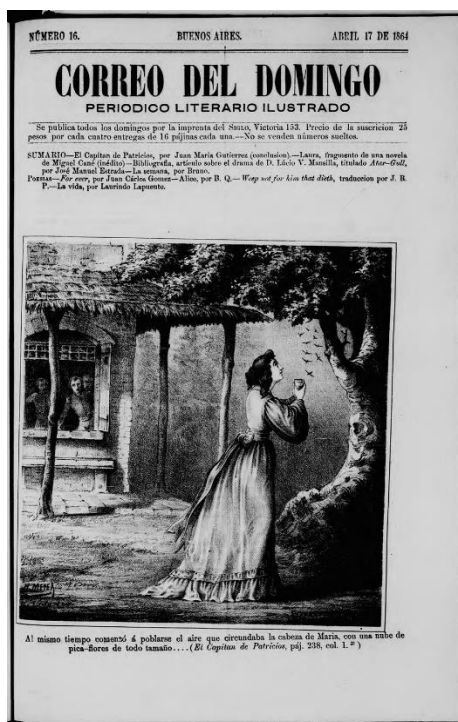 NÚMERO 16. BUENOS AIRES. ABRIL 17 DE 1864
CORREO DEL DOMINGO
PERIODICO LITERARIO ILUSTRADO
Se publica todos los domingos por la imprenta del SIGLO, Victoria 153. Precio de la suscricion 25
pesos por cada cuatro entregas de 16 páginas cada una.—No se venden números sueltos.
SUMARIO—El Capitan de Patricios, por Juan María Gutierrez (conclusion).—Laura, fragmento de una novela
de Miguel Cané (inédito)—Bibliografía, artículo sobre el drama de D. Lúcio V. Mansilla, titulado Atar-Gull,
por José Manuel Estrada—La semana, por Bruno.
POESIAS—For ever, por Juan Cárlos Gomez—Alice, por B. Q.—Weep not for him that dieth, traduccion por J. R.
P.—La vida, por Laurindo Lapuente.
Al mismo tiempo comenzó á poblarse el aire que circundaba la cabeza de Maria, con una nube de
pica-flores de todo tamaño....(El Capitan de Patricios, páj. 238, col. 1.ª)